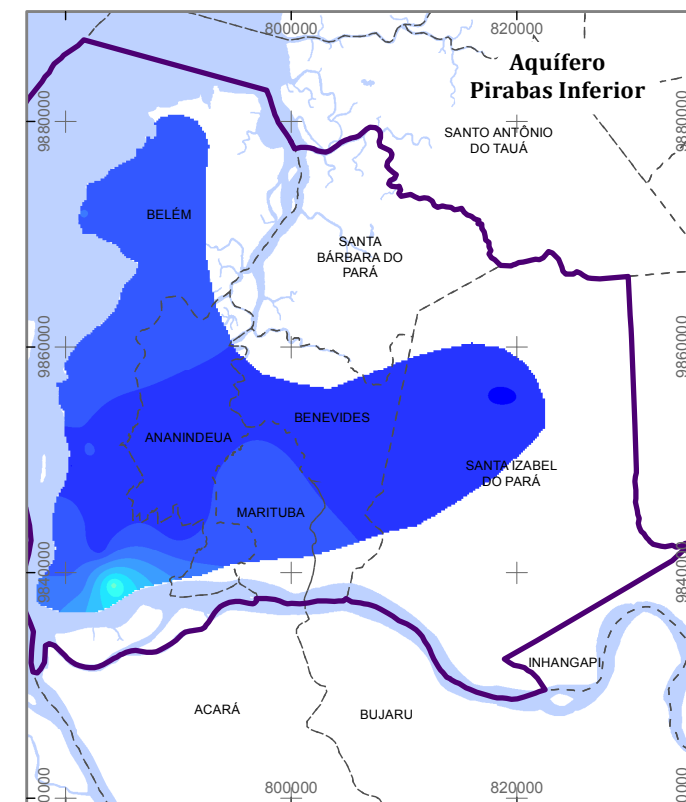 800000
820000
Aquífero
Pirabas Inferior
9880000
9880000
SANTO ANTÔNIO
DO TAUÁ
BELÉM
SANTA
BÁRBARA DO
PARÁ
9860000
9860000
BENEVIDES
ANANINDEUA
SANTA IZABEL
DO PARÁ
MARITUBA
9840000
9840000
INHANGAPI
ACARÁ
BUJARU
800000
820000